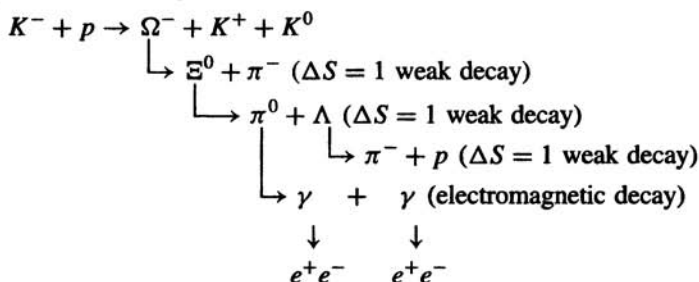 K⁻ + p → Ω⁻ + K⁺ + K⁰
Ξ⁰ + π⁻ (ΔS = 1 weak decay)
π⁰ + Λ (ΔS = 1 weak decay)
π⁻ + p (ΔS = 1 weak decay)
γ + γ (electromagnetic decay)
e⁺e⁻ e⁺e⁻